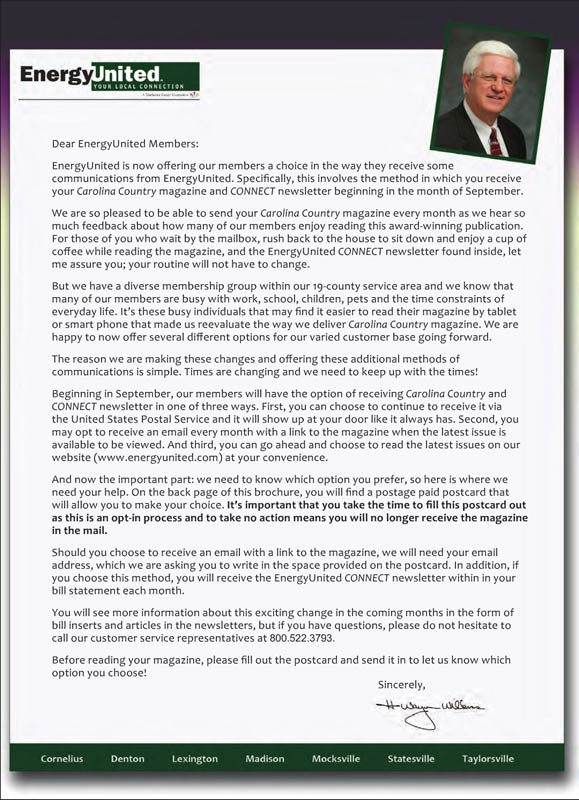 EnergyUnited
YOUR LOCAL CONNECTION
Dear EnergyUnited Members:
EnergyUnited is now offering our members a choice in the way they receive some
communications from EnergyUnited. Specifically, this involves the method in which you receive
your Carolina Country magazine and CONNECT newsletter beginning in the month of September.
We are so pleased to be able to send your Carolina Country magazine every month as we hear so
much feedback about how many of our members enjoy reading this award-winning publication.
For those of you who wait by the mailbox, rush back to the house to sit down and enjoy a cup of
coffee while reading the magazine, and the EnergyUnited CONNECT newsletter found inside, let
me assure you; your routine will not have to change.
But we have a diverse membership group within our 19-county service area and we know that
many of our members are busy with work, school, children, pets and the time constraints of
everyday life. It's these busy individuals that may find it easier to read their magazine by tablet
or smart phone that made us reevaluate the way we deliver Carolina Country magazine. We are
happy to now offer several different options for our varied customer base going forward.
The reason we are making these changes and offering these additional methods of
communications is simple. Times are changing and we need to keep up with the times!
Beginning in September, our members will have the option of receiving Carolina Country and
CONNECT newsletter in one of three ways. First, you can choose to continue to receive it via
the United States Postal Service and it will show up at your door like it always has. Second, you
may opt to receive an email every month with a link to the magazine when the latest issue is
available to be viewed. And third, you can go ahead and choose to read the latest issues on our
website (www.energyunited.com) at your convenience.
And now the important part: we need to know which option you prefer, so here is where we
need your help. On the back page of this brochure, you will find a postage paid postcard that
will allow you to make your choice. It's important that you take the time to fill this postcard out
as this is an opt-in process and to take no action means you will no longer receive the magazine
in the mail.
Should you choose to receive an email with a link to the magazine, we will need your email
address, which we are asking you to write in the space provided on the postcard. In addition, if
you choose this method, you will receive the EnergyUnited CONNECT newsletter within in your
bill statement each month.
You will see more information about this exciting change in the coming months in the form of
bill inserts and articles in the newsletters, but if you have questions, please do not hesitate to
call our customer service representatives at 800.522.3793.
Before reading your magazine, please fill out the postcard and send it in to let us know which
option you choose!
Sincerely,
Cornelius Denton Lexington Madison Mocksville Statesville Taylorsville